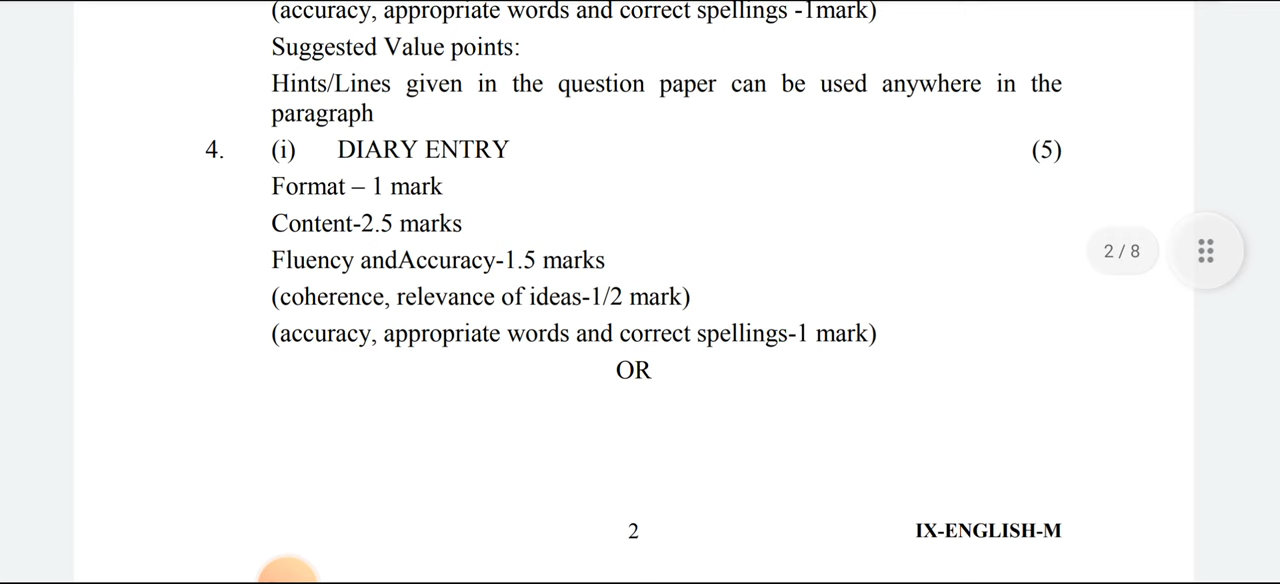 (accuracy, appropriate words and correct spellings -1mark)
Suggested Value points:
Hints/Lines given in the question paper can be used anywhere in the
paragraph
4. (i) DIARY ENTRY (5)
Format – 1 mark
Content-2.5 marks
Fluency andAccuracy-1.5 marks
(coherence, relevance of ideas-1/2 mark)
(accuracy, appropriate words and correct spellings-1 mark)
OR
2 / 8
2 IX-ENGLISH-M